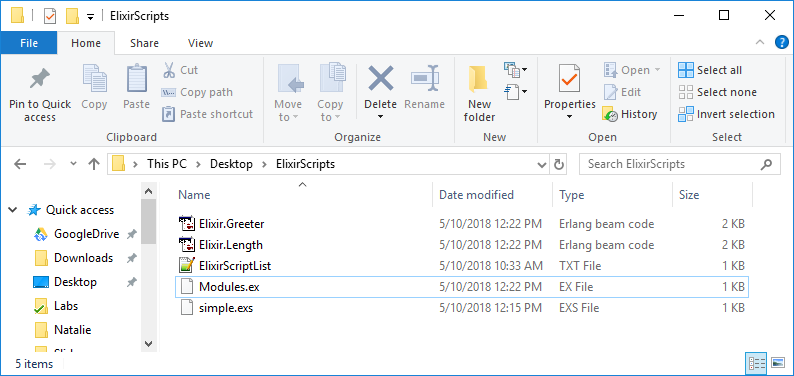 ElixirScripts
File Home Share View
Pin to Quick access
Copy
Paste
Cut
Copy path
Paste shortcut
Clipboard
Move to
Copy to
Delete
Rename
Organize
New folder
New
Properties
Open
Edit
History
Open
Select all
Select none
Invert selection
Select
This PC > Desktop > ElixirScripts
Search ElixirScripts
Name Date modified Type Size
Quick access
GoogleDrive
Downloads
Desktop
Labs
Natalie
Elixir.Greeter 5/10/2018 12:22 PM Erlang beam code 2 KB
Elixir.Length 5/10/2018 12:22 PM Erlang beam code 2 KB
ElixirScriptList 5/10/2018 10:33 AM TXT File 1 KB
Modules.ex 5/10/2018 12:22 PM EX File 1 KB
simple.exs 5/10/2018 12:15 PM EXS File 1 KB
5 items